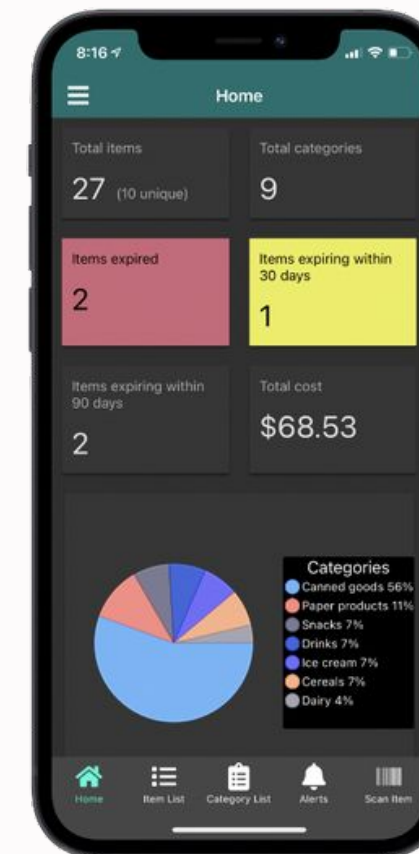 8:16
Home
Total items
27 (10 unique)
Total categories
9
Items expired
2
Items expiring within
30 days
1
Items expiring within
90 days
2
Total cost
$68.53
Categories
Canned goods 56%
Paper products 11%
Snacks 7%
Drinks 7%
Ice cream 7%
Cereals 7%
Dairy 4%
Home
Item List
Category List
Alerts
Scan Item